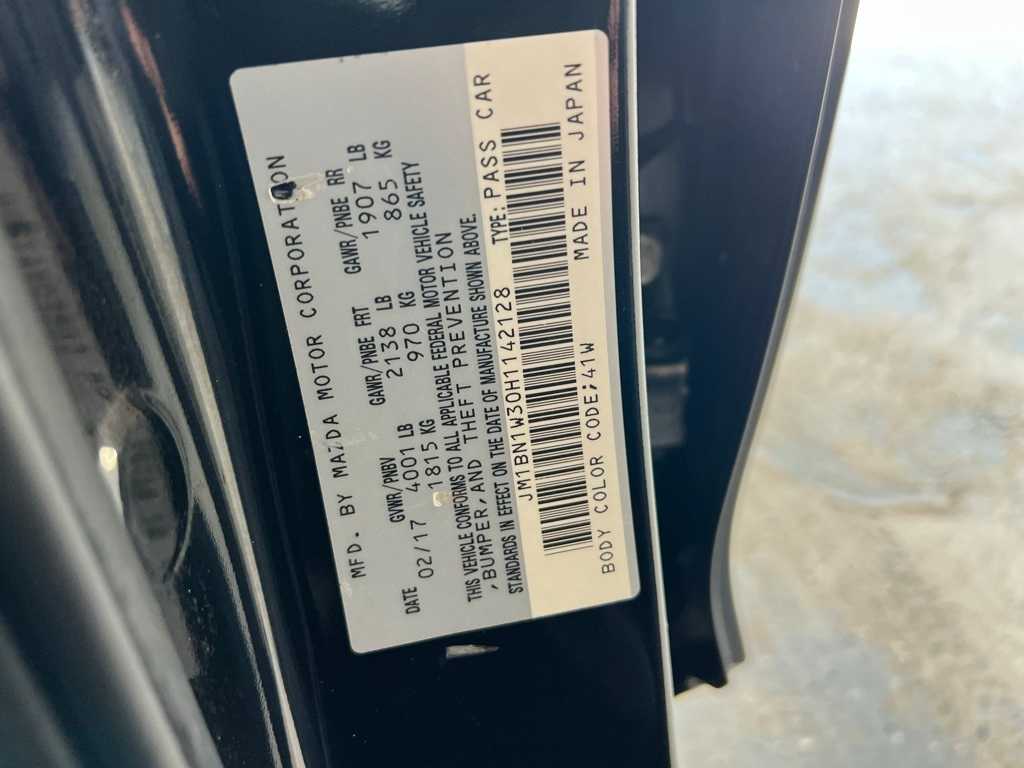 MFD. BY MAZDA MOTOR CORPORATION
DATE GVWR/PNBV GAWR/PNBE FRT GAWR/PNBE RR
02/17 4001 LB 2138 LB 1907 LB
1815 KG 970 KG 865 KG
THIS VEHICLE CONFORMS TO ALL APPLICABLE FEDERAL MOTOR VEHICLE SAFETY
, BUMPER, AND THEFT PREVENTION
STANDARDS IN EFFECT ON THE DATE OF MANUFACTURE SHOWN ABOVE.
JM1BN1W30H1142128 TYPE: PASS CAR
BODY COLOR CODE;41W MADE IN JAPAN